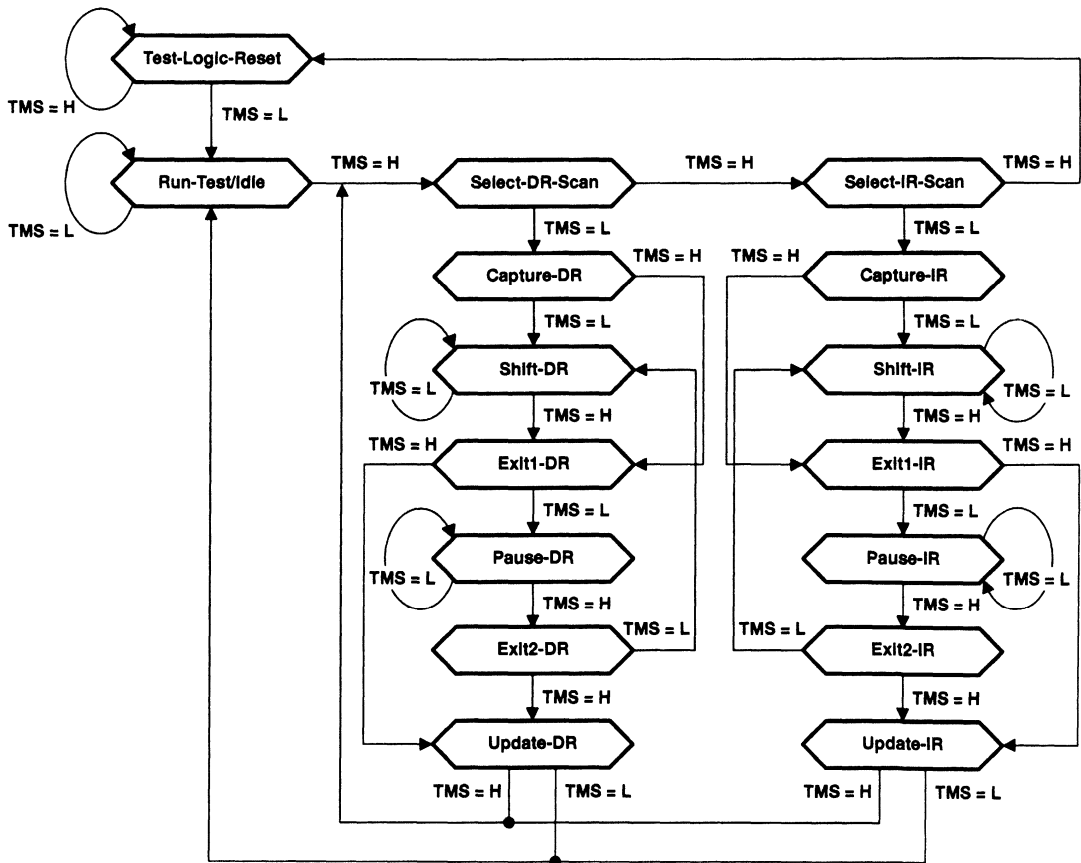 Test-Logic-Reset
TMS = H
TMS = L
TMS = H
TMS = H
TMS = H
Run-Test/Idle
Select-DR-Scan
Select-IR-Scan
TMS = L
TMS = L
TMS = L
TMS = H
TMS = H
Capture-DR
Capture-IR
TMS = L
TMS = L
Shift-DR
Shift-IR
TMS = L
TMS = L
TMS = H
TMS = H
TMS = H
TMS = H
Exit1-DR
Exit1-IR
TMS = L
TMS = L
Pause-DR
Pause-IR
TMS = L
TMS = L
TMS = H
TMS = H
TMS = L
TMS = L
Exit2-DR
Exit2-IR
TMS = H
TMS = H
Update-DR
Update-IR
TMS = H
TMS = L
TMS = H
TMS = L